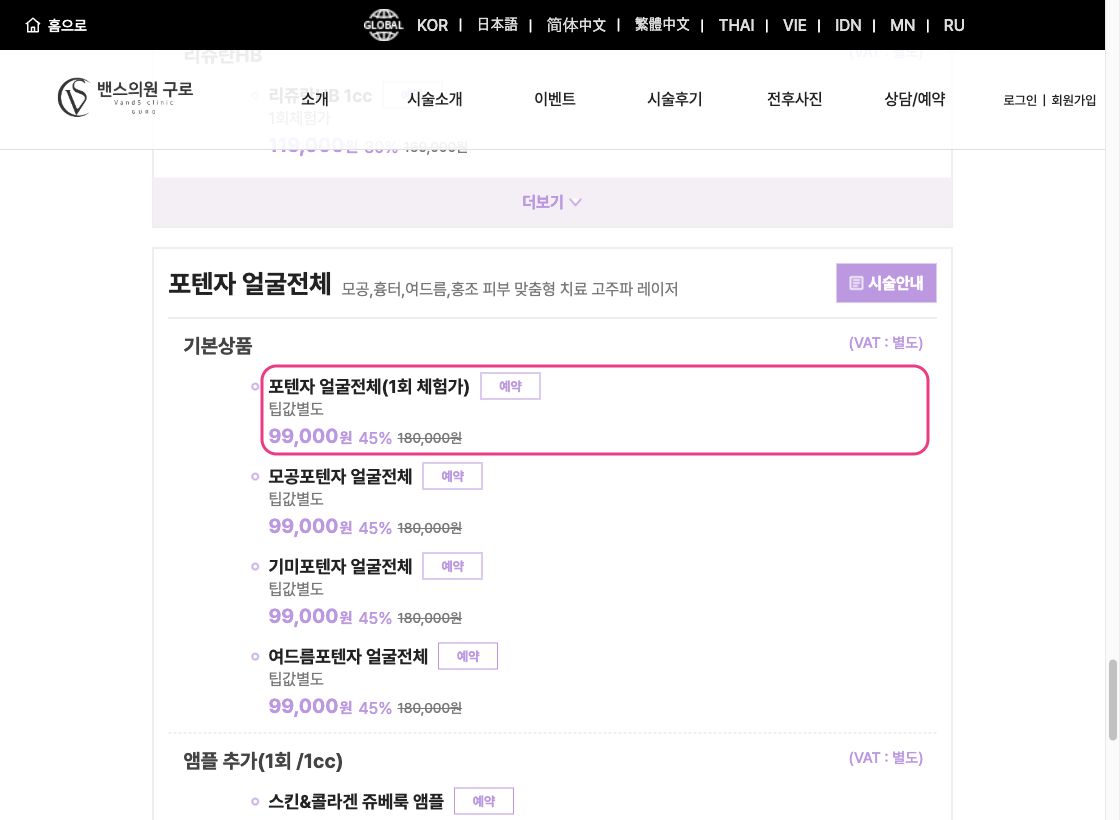 홈으로
GLOBAL KOR | 日本語 | 简体中文 | 繁體中文 | THAI | VIE | IDN | MN | RU
리쥬란HB
밴스의원 구로
VandS clinic
GURO
소개 시술소개 이벤트 시술후기 전후사진 상담/예약 로그인 | 회원가입
1회체험가
더보기
포텐자 얼굴전체 모공,흉터,여드름,홍조 피부 맞춤형 치료 고주파 레이저 시술안내
기본상품 (VAT : 별도)
포텐자 얼굴전체(1회 체험가) 예약
팁값별도
99,000원 45% 180,000원
모공포텐자 얼굴전체 예약
팁값별도
99,000원 45% 180,000원
기미포텐자 얼굴전체 예약
팁값별도
99,000원 45% 180,000원
여드름포텐자 얼굴전체 예약
팁값별도
99,000원 45% 180,000원
앰플 추가(1회 /1cc) (VAT : 별도)
스킨&콜라겐 쥬베룩 앰플 예약